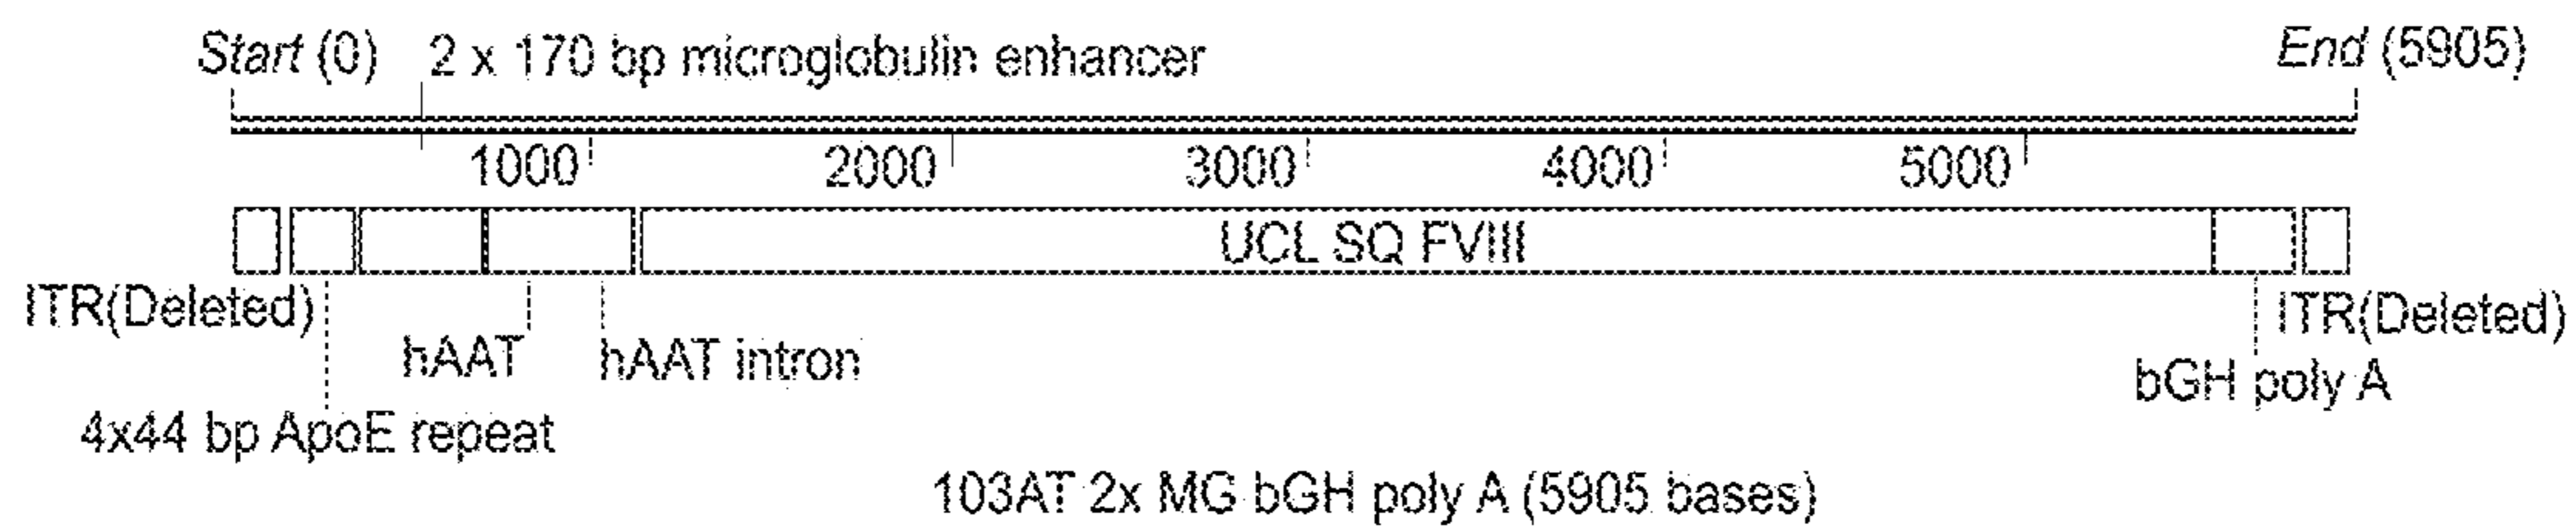 Start (0) 2 x 170 bp microglobulin enhancer End (5905)
1000 2000 3000 4000 5000
UCL SQ FVIII
ITR(Deleted) ITR(Deleted)
hAAT hAAT intron
bGH poly A
4x44 bp ApoE repeat
103AT 2x MG bGH poly A (5905 bases)